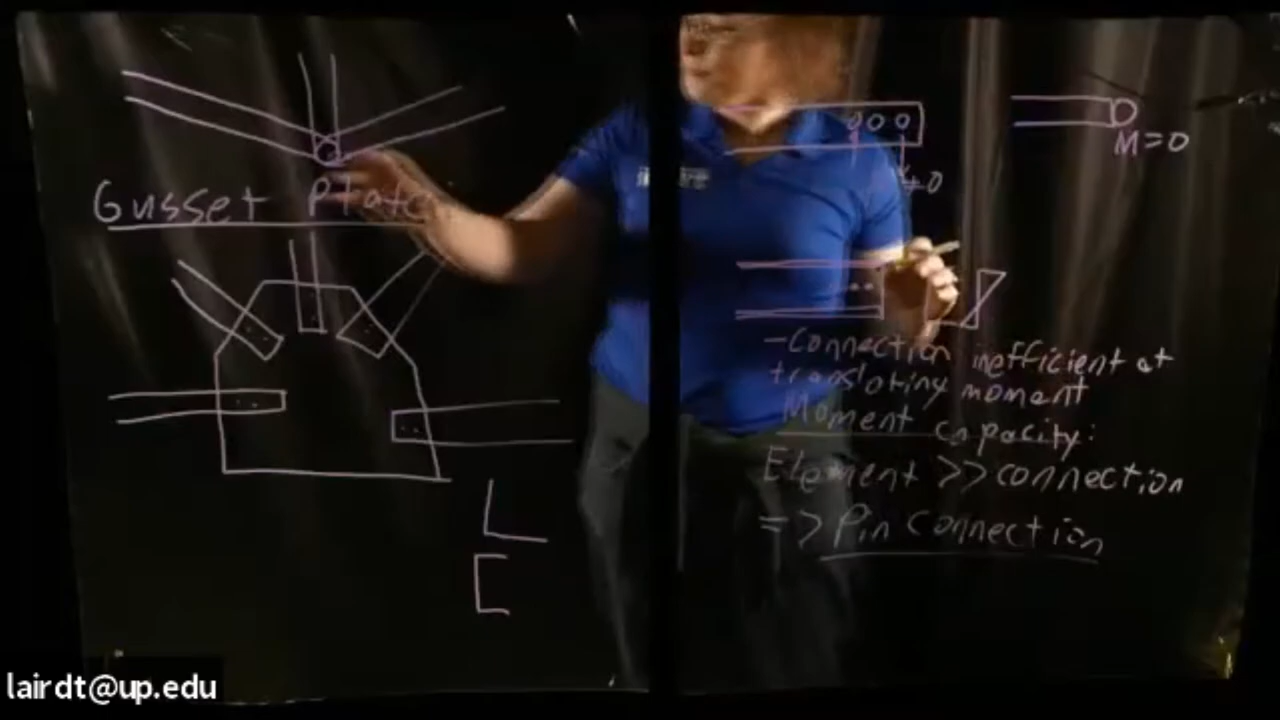 Gusset Plate
M=0
-Connection inefficient at
translating moment
Moment capacity:
Element >> connection
=> Pin Connection
lairdt@up.edu